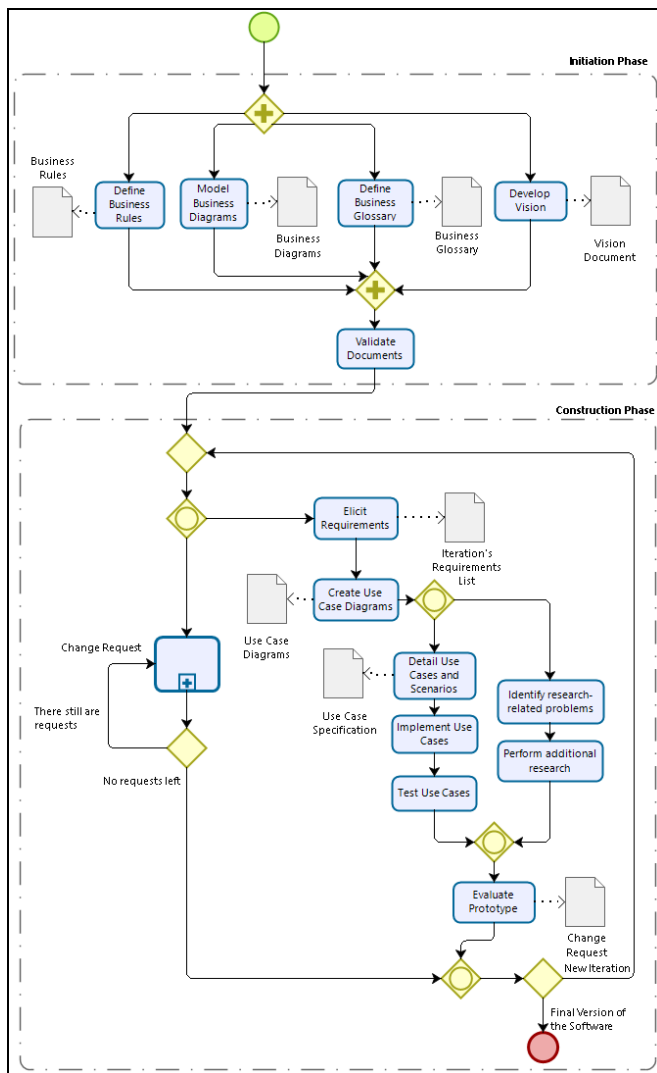 Initiation Phase
Business
Rules
Define
Business
Rules
Model
Business
Diagrams
Business
Diagrams
Define
Business
Glossary
Business
Glossary
Develop
Vision
Vision
Document
Validate
Documents
Construction Phase
Elicit
Requirements
Iteration's
Requirements
List
Create Use
Case Diagrams
Use Case
Diagrams
Change Request
There still are
requests
No requests left
Detail Use
Cases and
Scenarios
Use Case
Specification
Identify research-
related problems
Implement Use
Cases
Perform additional
research
Test Use Cases
Evaluate
Prototype
Change
Request
New Iteration
Final Version of
the Software